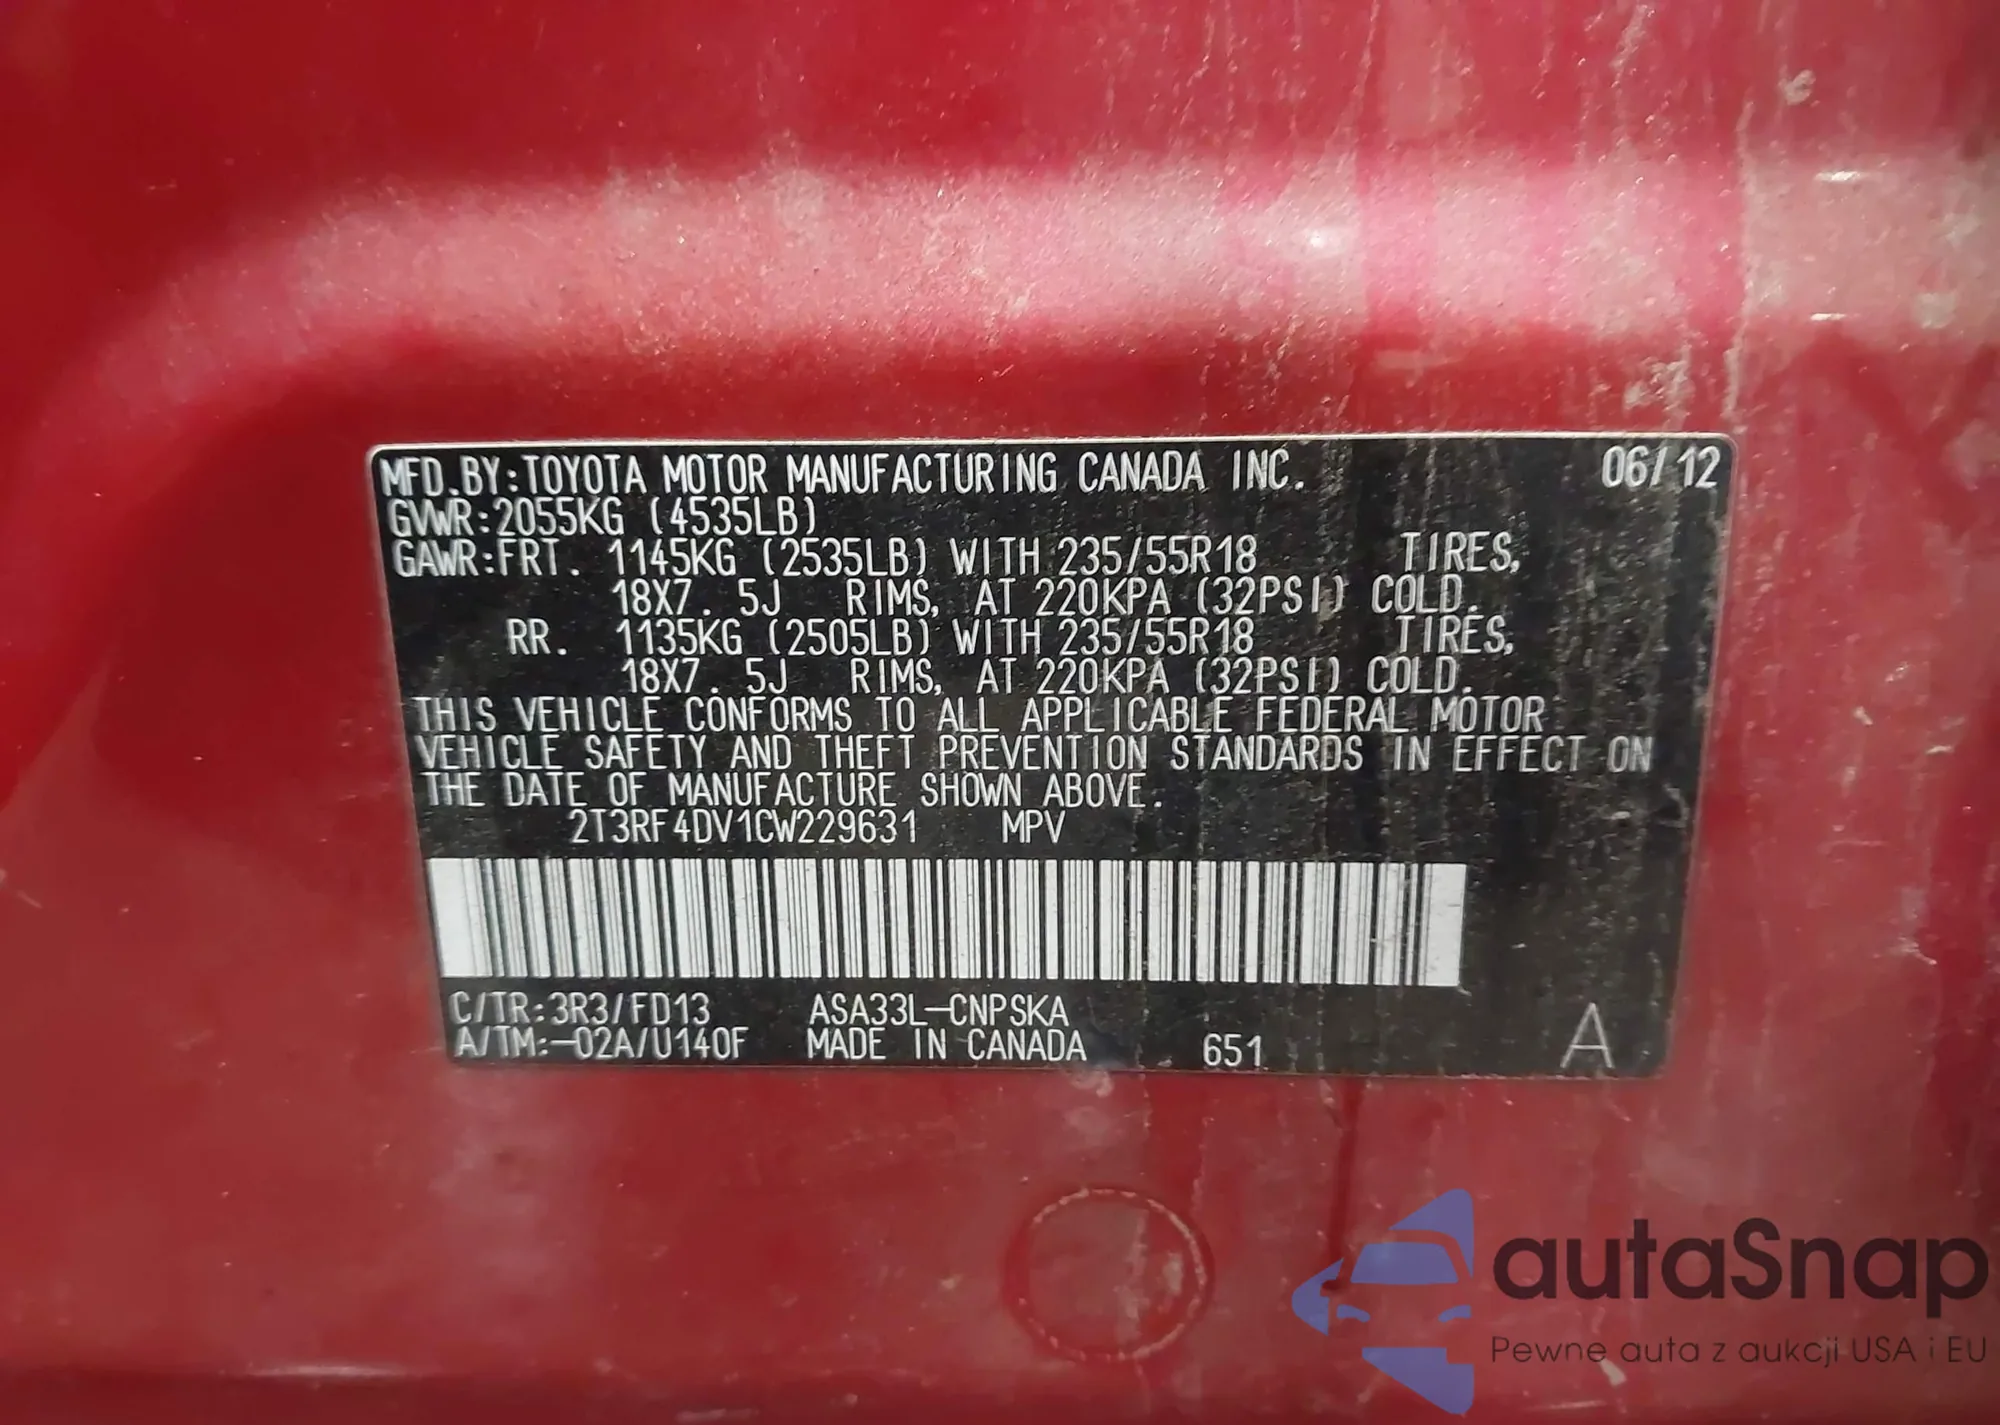 MFD.BY:TOYOTA MOTOR MANUFACTURING CANADA INC. 06/12
GVWR:2055KG (4535LB)
GAWR:FRT. 1145KG (2535LB) WITH 235/55R18 TIRES,
18X7.5J RIMS, AT 220KPA (32PSI) COLD.
RR. 1135KG (2505LB) WITH 235/55R18 TIRES,
18X7.5J RIMS, AT 220KPA (32PSI) COLD.
THIS VEHICLE CONFORMS TO ALL APPLICABLE FEDERAL MOTOR
VEHICLE SAFETY AND THEFT PREVENTION STANDARDS IN EFFECT ON
THE DATE OF MANUFACTURE SHOWN ABOVE.
2T3RF4DV1CW229631 MPV
C/TR:3R3/FD13 ASA33L-CNPSKA
A/TM:-02A/U140F MADE IN CANADA 651 A
autaSnap
Pewne auta z aukcji USA i EU